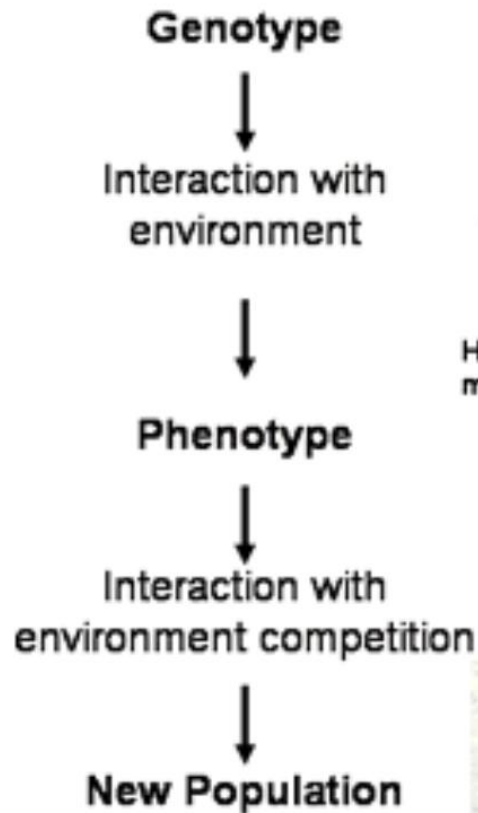 Genotype
Interaction with
environment
Phenotype
Interaction with
environment competition
New Population